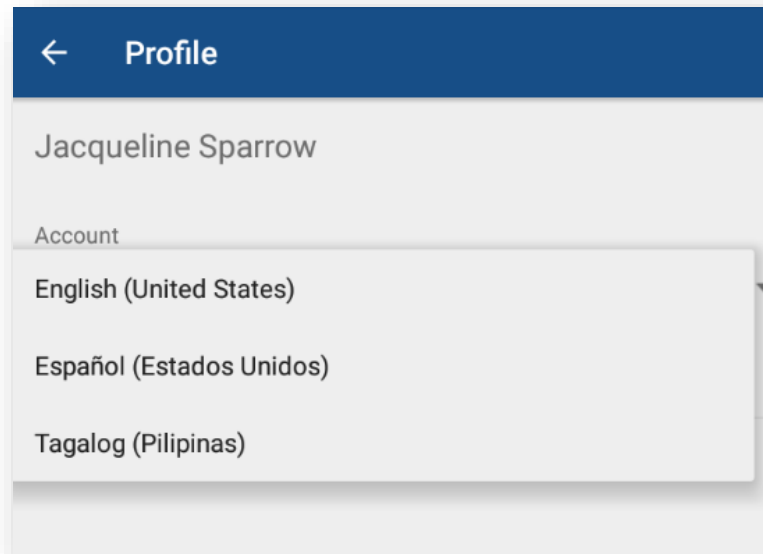 Profile
Jacqueline Sparrow
Account
English (United States)
Español (Estados Unidos)
Tagalog (Pilipinas)